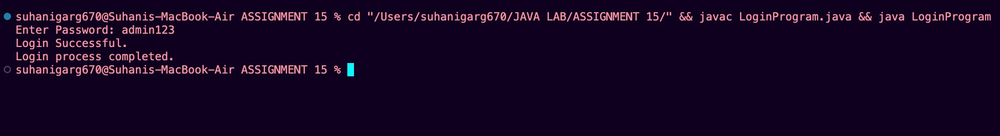 suhanigarg670@Suhanis-MacBook-Air ASSIGNMENT 15 % cd "/Users/suhanigarg670/JAVA LAB/ASSIGNMENT 15/" && javac LoginProgram.java && java LoginProgram
Enter Password: admin123
Login Successful.
Login process completed.
suhanigarg670@Suhanis-MacBook-Air ASSIGNMENT 15 %